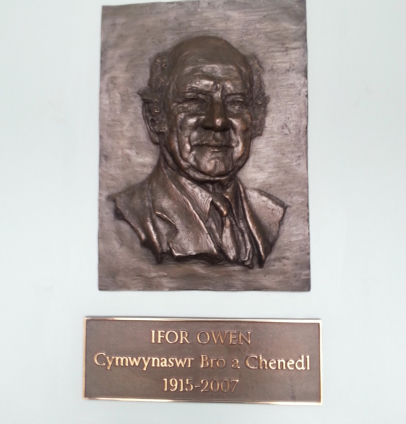 IFOR OWEN
Cymwynaswr Bro a Chenedl
1915-2007